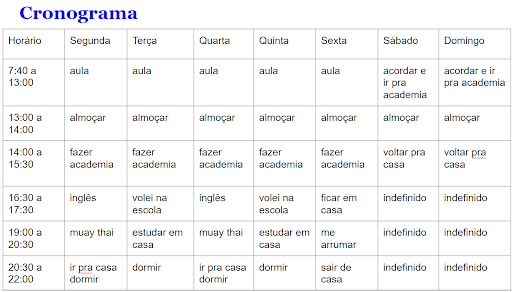 Cronograma
Horário Segunda Terça Quarta Quinta Sexta Sábado Domingo
7:40 a 13:00 aula aula aula aula aula acordar e ir pra academia acordar e ir pra academia
13:00 a 14:00 almoçar almoçar almoçar almoçar almoçar almoçar almoçar
14:00 a 15:30 fazer academia fazer academia fazer academia fazer academia fazer academia voltar pra casa voltar pra casa
16:30 a 17:30 inglês volei na escola inglês volei na escola ficar em casa indefinido indefinido
19:00 a 20:30 muay thai estudar em casa muay thai estudar em casa me arrumar indefinido indefinido
20:30 a 22:00 ir pra casa dormir dormir ir pra casa dormir dormir sair de casa indefinido indefinido